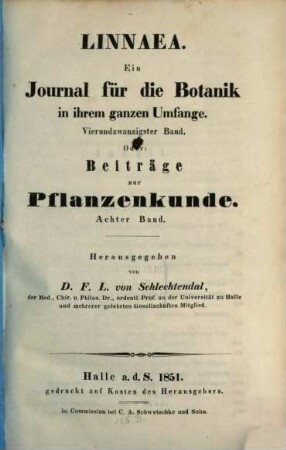 LINNAEA.
Ein
Journal für die Botanik
in ihrem ganzen Umfange.
Vierundzwanzigster Band.
Oder:
Beiträge
zur
Pflanzenkunde.
Achter Band.
Herausgegeben
von
D. F. L. von Schlechtendal,
der Med., Chir. u. Philos. Dr., ordentl. Prof. an der Universität zu Halle
und mehrerer gelehrten Gesellschaften Mitglied.
Halle a. d. S. 1851.
gedruckt auf Kosten des Herausgebers.
in Commission bei C. A. Schwetschke und Sohn.